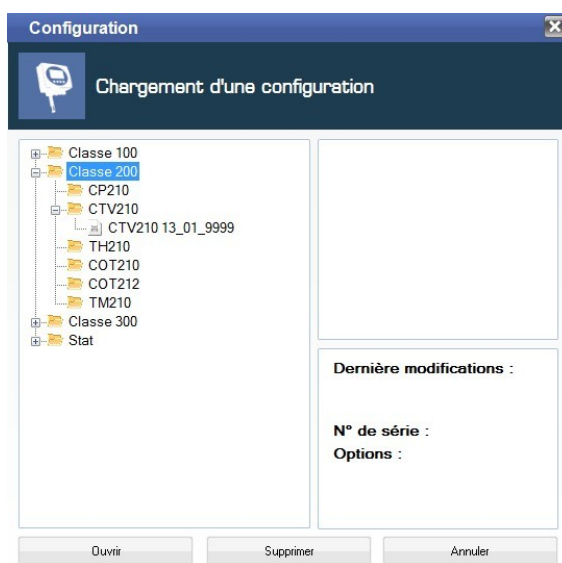 Configuration
Chargement d'une configuration
Classe 100
Classe 200
CP210
CTV210
CTV210 13_01_9999
TH210
COT210
COT212
TM210
Classe 300
Stat
Dernière modifications :
N° de série :
Options :
Ouvrir
Supprimer
Annuler